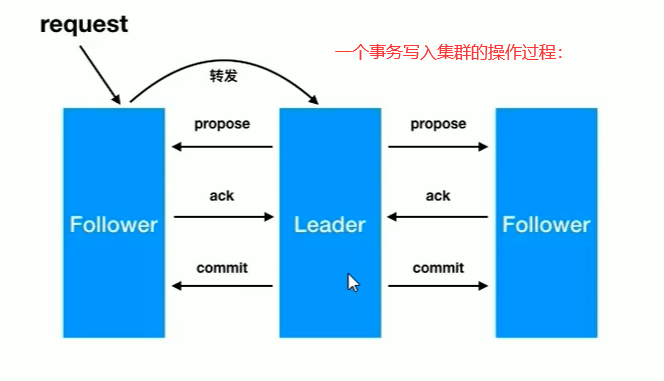 request
一个事务写入集群的操作过程：
转发
propose
propose
ack
ack
Follower
Leader
Follower
commit
commit